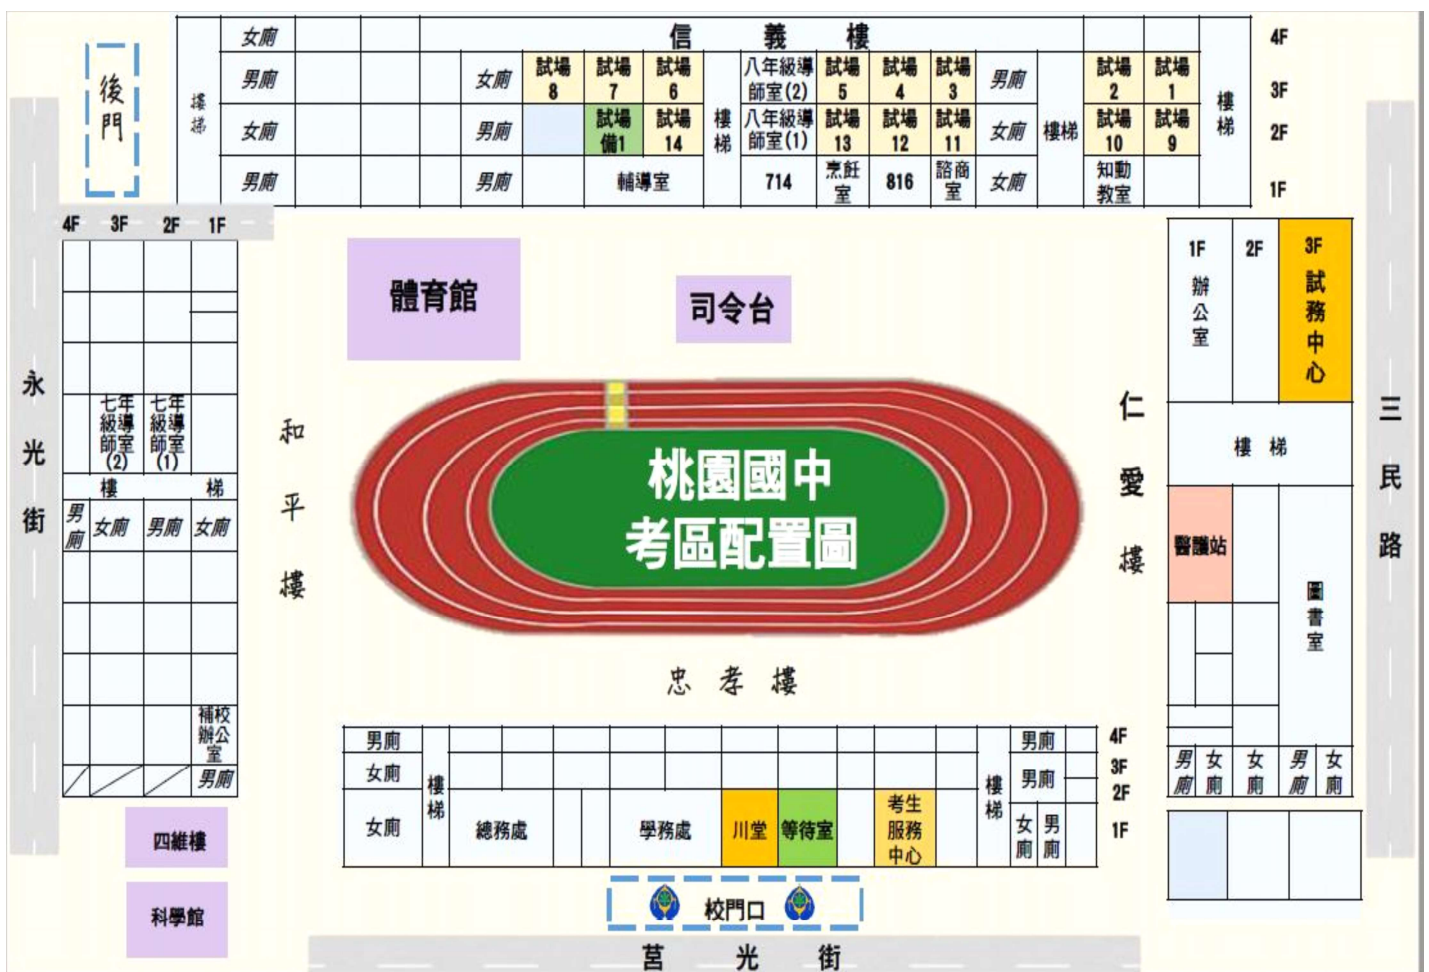 後門
樓梯
女廁
信義樓
4F
男廁
女廁
試場
8
試場
7
試場
6
八年級導
師室(2)
試場
5
試場
4
試場
3
男廁
試場
2
試場
1
3F
女廁
男廁
試場
備1
試場
14
樓梯
八年級導
師室(1)
試場
13
試場
12
試場
11
女廁
樓梯
試場
10
試場
9
樓梯
2F
男廁
男廁
輔導室
714
烹飪
室
816
諮商
室
女廁
知動
教室
1F
4F 3F 2F 1F
七年
級導
師室
(2)
七年
級導
師室
(1)
樓梯
男廁
女廁
男廁
女廁
補校
辦公
室
男廁
永光街
和平樓
體育館
司令台
桃園國中
考區配置圖
忠孝樓
仁愛樓
1F
辦公室
2F
3F
試務中心
樓梯
醫護站
圖書室
男廁
女廁
女廁
男廁
女廁
三民路
男廁
樓梯
男廁
4F
女廁
樓梯
男廁
3F
2F
女廁
總務處
學務處
川堂
等待室
考生
服務
中心
女廁
男廁
1F
四維樓
科學館
校門口
莒光街